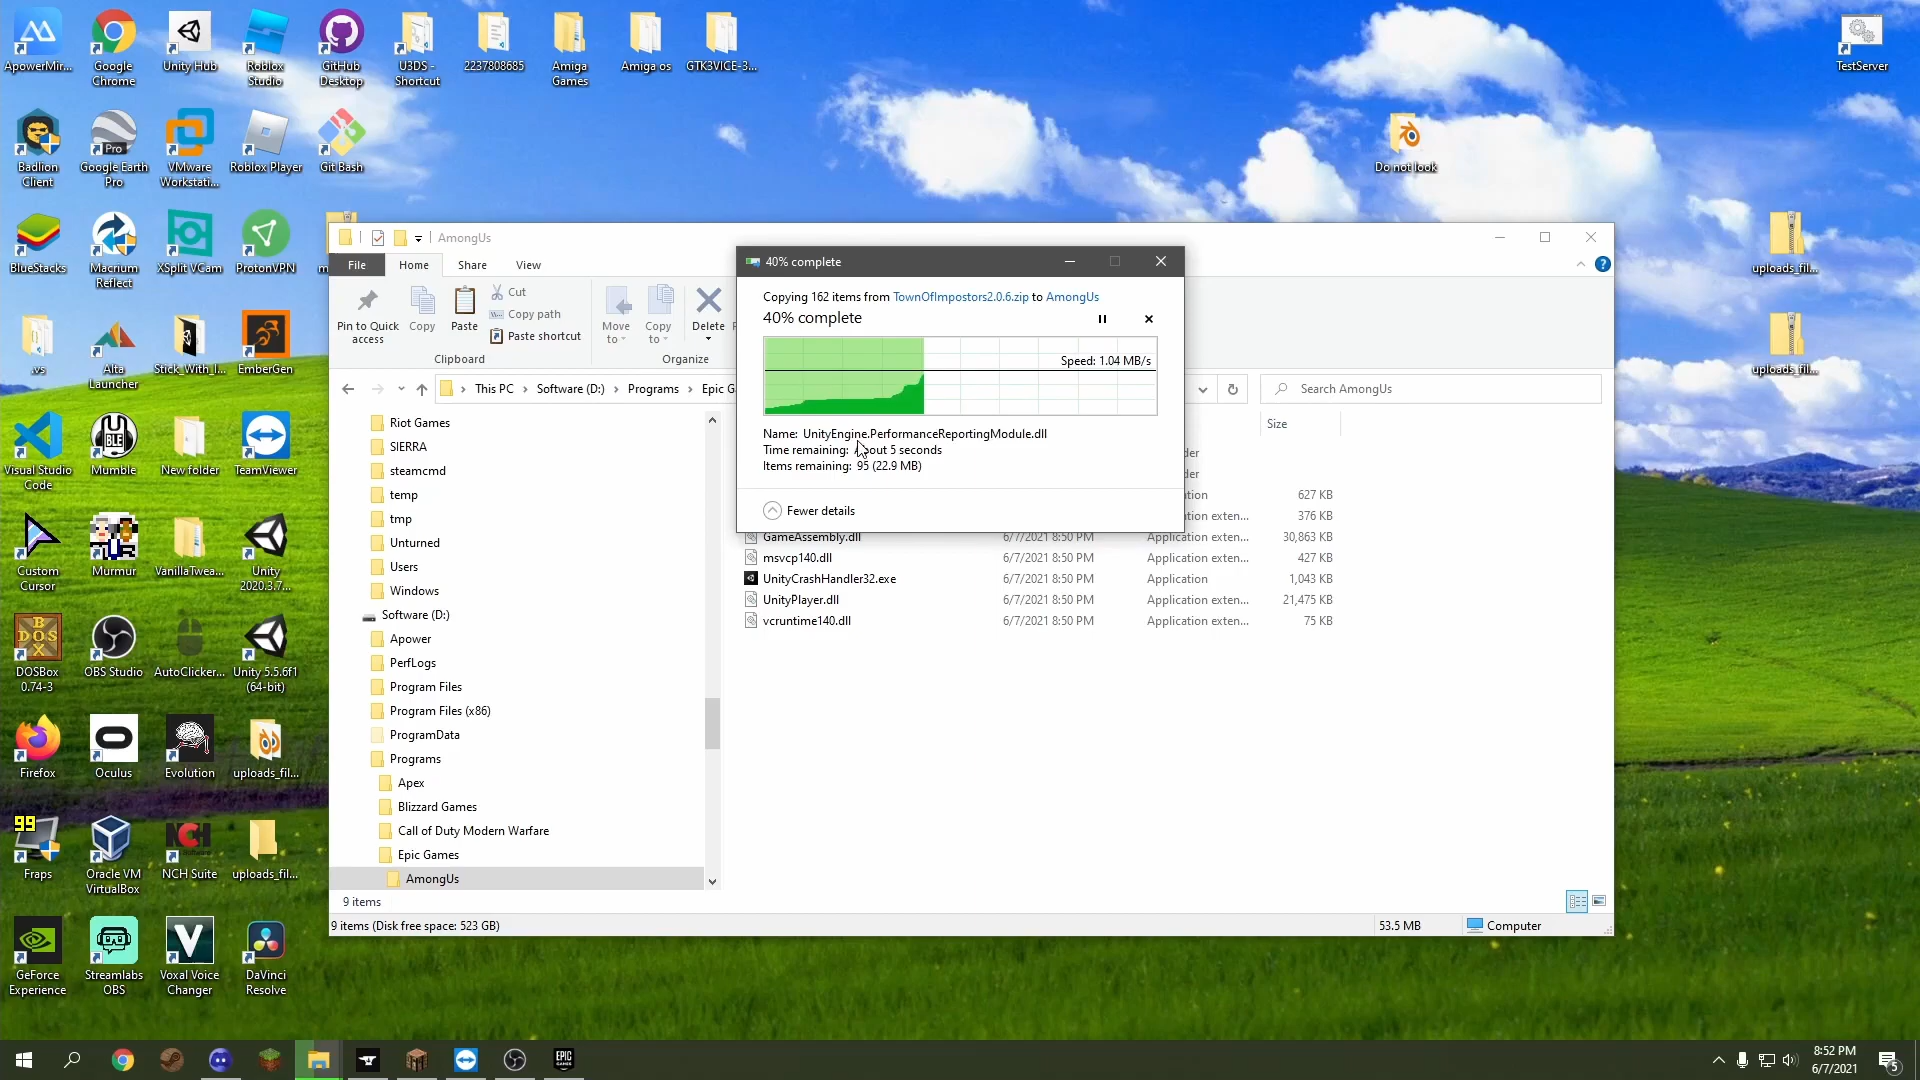 ApowerMir...
Google Chrome
Unity Hub
Roblox Studio
GitHub Desktop
U3DS - Shortcut
2237808685
Amiga Games
Amiga os
GTK3VICE-3...
TestServer
Badlion Client
Google Earth Pro
VMware Workstati...
Roblox Player
Git Bash
Do not look
BlueStacks
Macrium Reflect
XSplit VCam
ProtonVPN
uploads_fil...
.vs
Alta Launcher
Stick_With_I...
EmberGen
uploads_fil...
Visual Studio Code
Mumble
New folder
TeamViewer
Custom Cursor
Murmur
VanillaTwea...
Unity 2020.3.7...
DOSBox 0.74-3
OBS Studio
AutoClicker...
Unity 5.5.6f1 (64-bit)
Firefox
Oculus
Evolution
uploads_fil...
99
Fraps
Oracle VM VirtualBox
NCH Suite
uploads_fil...
GeForce Experience
Streamlabs OBS
Voxal Voice Changer
DaVinci Resolve
AmongUs
File
Home
Share
View
Pin to Quick access
Copy
Paste
Cut
Copy path
Paste shortcut
Clipboard
Move to
Copy to
Delete
Organize
This PC
Software (D:)
Programs
Epic G
Search AmongUs
Riot Games
SIERRA
steamcmd
temp
tmp
Unturned
Users
Windows
Software (D:)
Apower
PerfLogs
Program Files
Program Files (x86)
ProgramData
Programs
Apex
Blizzard Games
Call of Duty Modern Warfare
Epic Games
AmongUs
Size
627 KB
376 KB
GameAssembly.dll 6/7/2021 8:50 PM Application exten... 30,863 KB
msvcp140.dll 6/7/2021 8:50 PM Application exten... 427 KB
UnityCrashHandler32.exe 6/7/2021 8:50 PM Application 1,043 KB
UnityPlayer.dll 6/7/2021 8:50 PM Application exten... 21,475 KB
vcruntime140.dll 6/7/2021 8:50 PM Application exten... 75 KB
40% complete
Copying 162 items from TownOfImpostors2.0.6.zip to AmongUs
40% complete
Speed: 1.04 MB/s
Name: UnityEngine.PerformanceReportingModule.dll
Time remaining: About 5 seconds
Items remaining: 95 (22.9 MB)
Fewer details
9 items
9 items (Disk free space: 523 GB)
53.5 MB
Computer
8:52 PM
6/7/2021
5